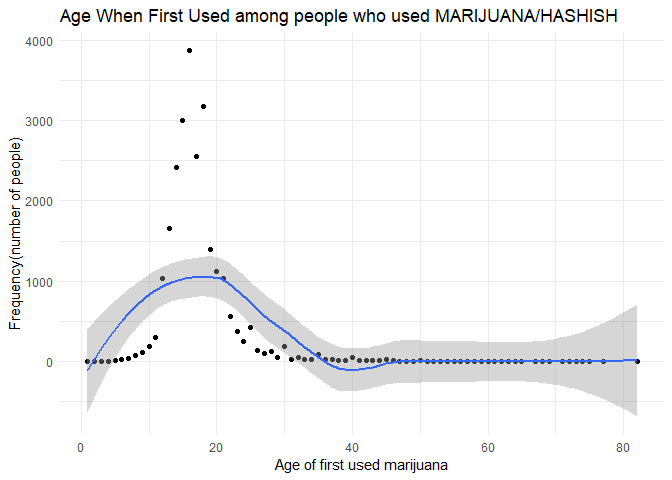 Age When First Used among people who used MARIJUANA/HASHISH
Frequency(number of people)
4000
3000
2000
1000
0
0 20 40 60 80
Age of first used marijuana